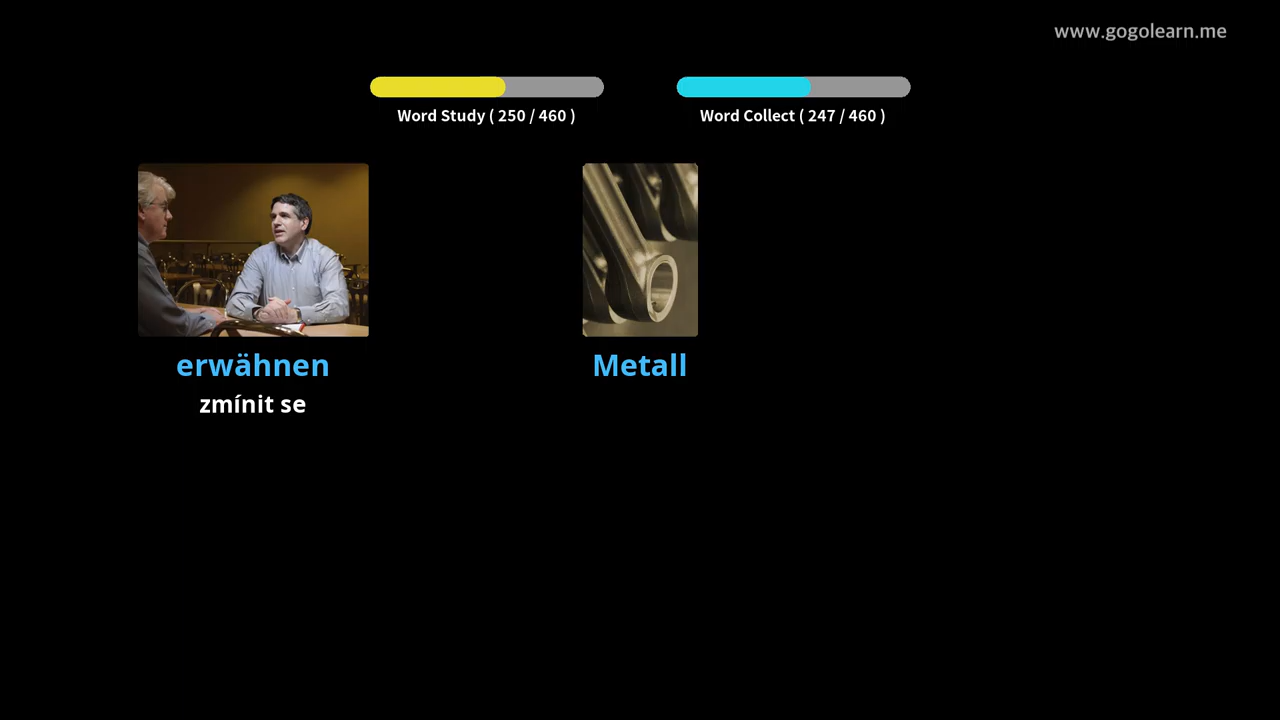 www.gogolearn.me
Word Study ( 250 / 460 )
Word Collect ( 247 / 460 )
erwähnen
zmínit se
Metall